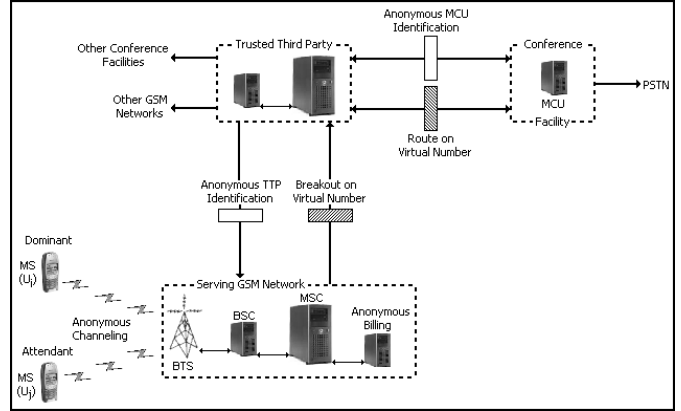 Anonymous MCU
Identification
Other Conference
Facilities
Trusted Third Party
Conference
MCU
Facility
PSTN
Other GSM
Networks
Route on
Virtual Number
Anonymous TTP
Identification
Breakout on
Virtual Number
Dominant
MS
(Uj)
Serving GSM Network
MSC
BSC
Anonymous
Billing
Anonymous
Channeling
BTS
Attendant
MS
(Uj)